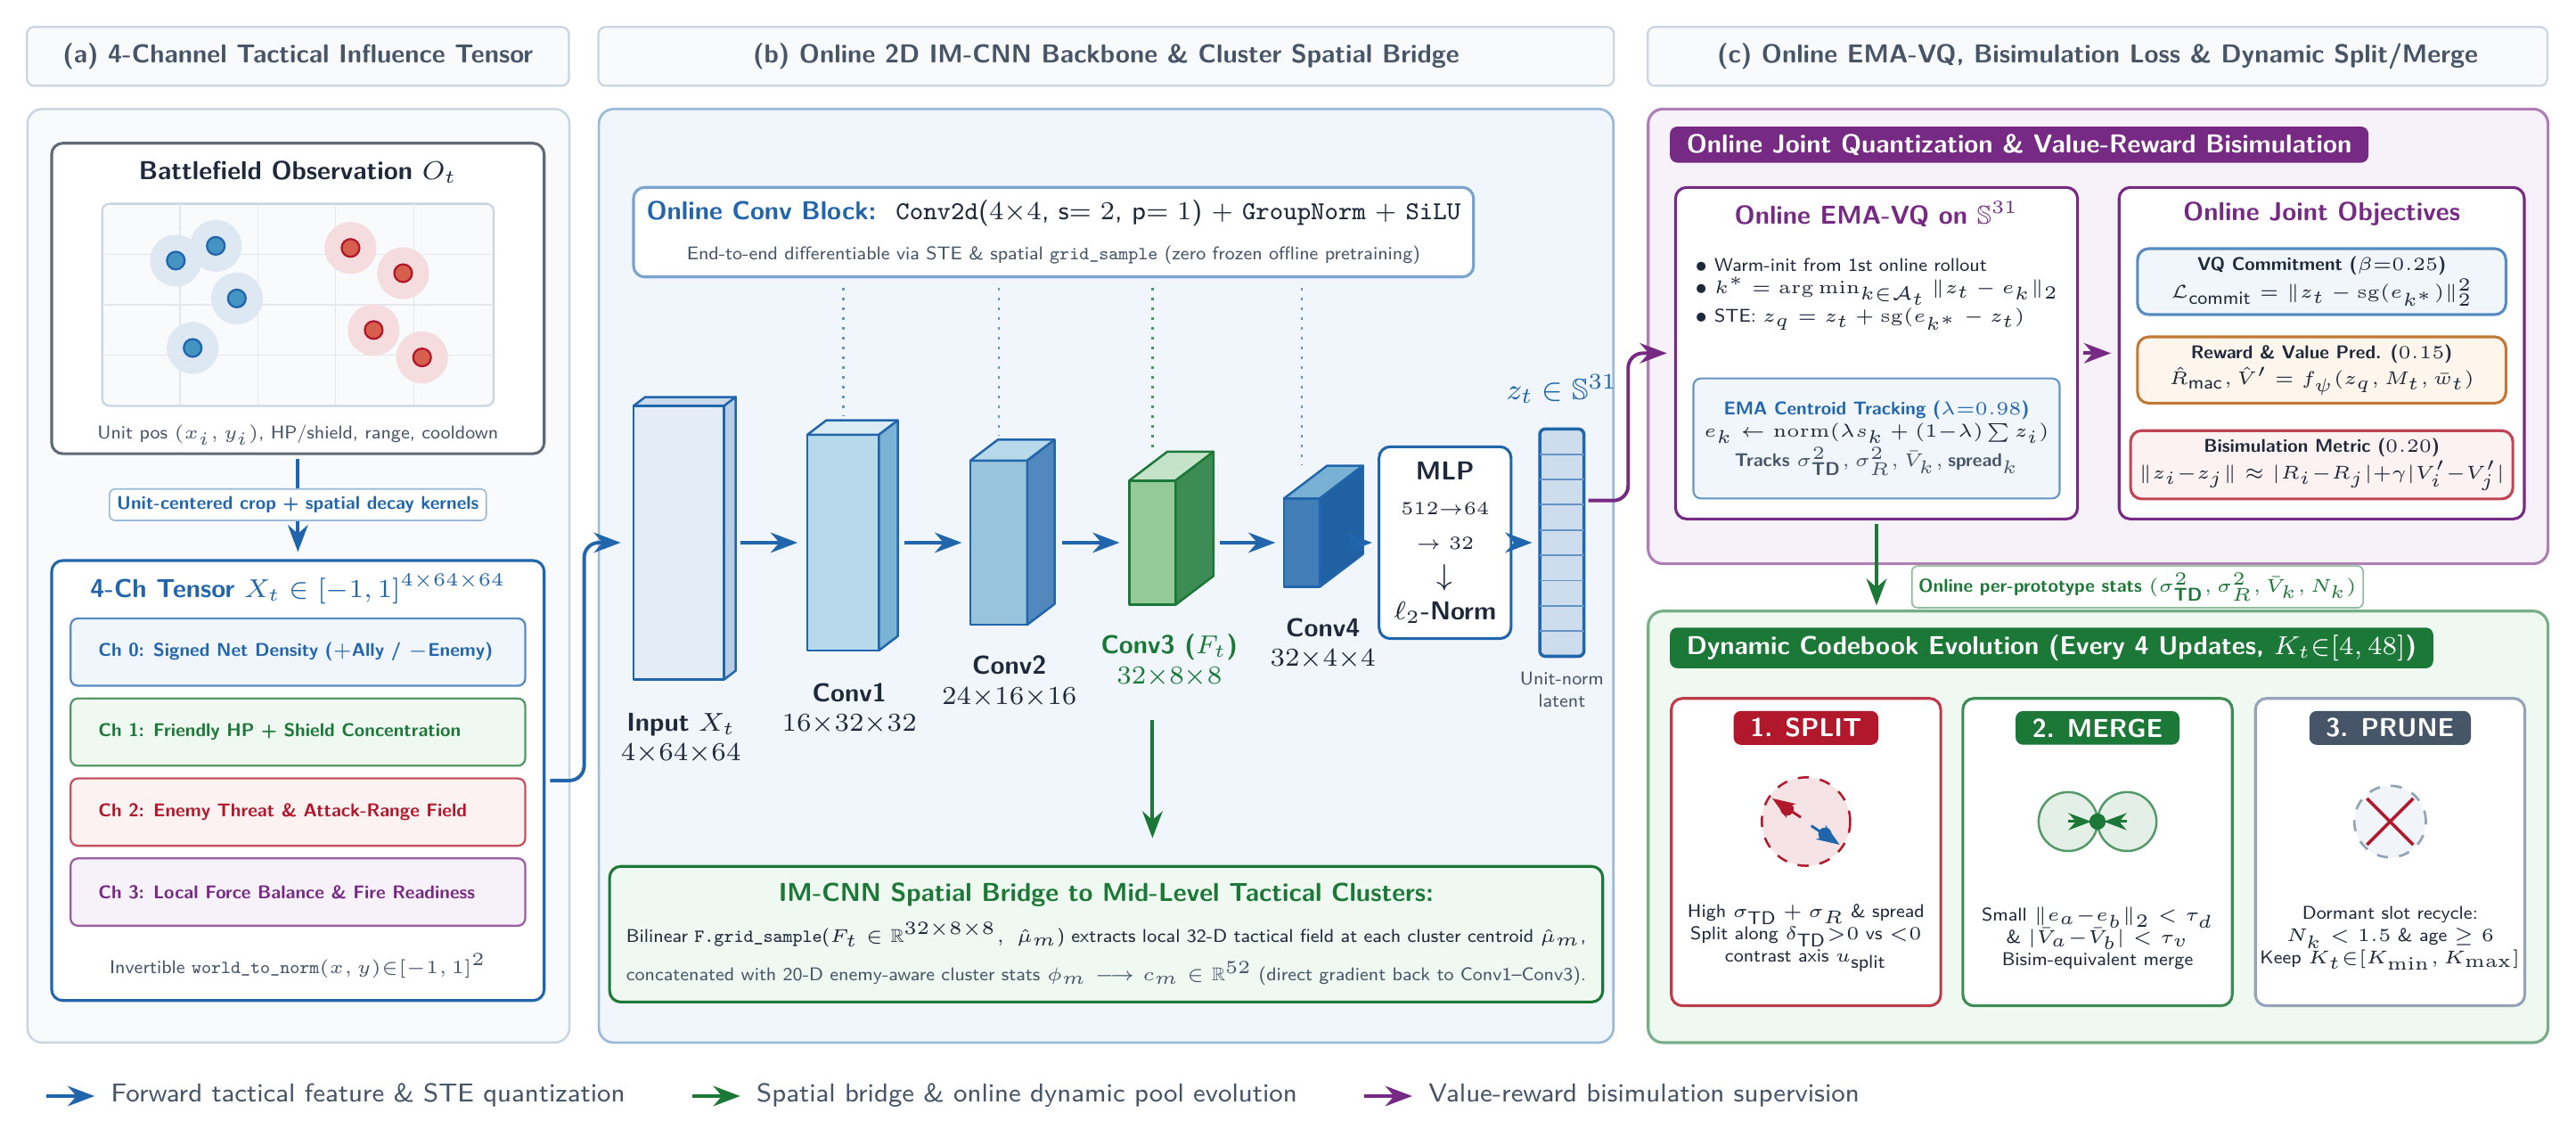 (a) 4-Channel Tactical Influence Tensor
Battlefield Observation O_t
Unit pos (x_i, y_i), HP/shield, range, cooldown
Unit-centered crop + spatial decay kernels
4-Ch Tensor X_t ∈ [−1, 1]^{4×64×64}
Ch 0: Signed Net Density (+Ally / −Enemy)
Ch 1: Friendly HP + Shield Concentration
Ch 2: Enemy Threat & Attack-Range Field
Ch 3: Local Force Balance & Fire Readiness
Invertible world_to_norm(x, y)∈[−1, 1]^2
(b) Online 2D IM-CNN Backbone & Cluster Spatial Bridge
Online Conv Block: Conv2d(4×4, s= 2, p= 1) + GroupNorm + SiLU
End-to-end differentiable via STE & spatial grid_sample (zero frozen offline pretraining)
Input X_t
4×64×64
Conv1
16×32×32
Conv2
24×16×16
Conv3 (F_t)
32×8×8
Conv4
32×4×4
MLP
512→64
→ 32
↓
ℓ_2-Norm
z_t ∈ 𝕊^{31}
Unit-norm
latent
IM-CNN Spatial Bridge to Mid-Level Tactical Clusters:
Bilinear F.grid_sample(F_t ∈ ℝ^{32×8×8}, μ̂_m) extracts local 32-D tactical field at each cluster centroid μ̂_m,
concatenated with 20-D enemy-aware cluster stats ϕ_m ⟶ c_m ∈ ℝ^{52} (direct gradient back to Conv1–Conv3).
(c) Online EMA-VQ, Bisimulation Loss & Dynamic Split/Merge
Online Joint Quantization & Value-Reward Bisimulation
Online EMA-VQ on 𝕊^{31}
• Warm-init from 1st online rollout
• k* = arg min_{k∈𝒜_t} ‖z_t − e_k‖_2
• STE: z_q = z_t + sg(e_{k*} − z_t)
EMA Centroid Tracking (λ=0.98)
e_k ← norm(λs_k + (1−λ) ∑ z_i)
Tracks σ^2_TD, σ^2_R, V̄_k, spread_k
Online Joint Objectives
VQ Commitment (β=0.25)
ℒ_commit = ‖z_t − sg(e_{k*})‖^2_2
Reward & Value Pred. (0.15)
R̂_mac, V̂′ = f_ψ(z_q, M_t, w̄_t)
Bisimulation Metric (0.20)
‖z_i−z_j‖ ≈ |R_i−R_j|+γ|V′_i−V′_j|
Online per-prototype stats (σ^2_TD, σ^2_R, V̄_k, N_k)
Dynamic Codebook Evolution (Every 4 Updates, K_t∈[4, 48])
1. SPLIT
High σ_TD + σ_R & spread
Split along δ_TD>0 vs <0
contrast axis u_split
2. MERGE
Small ‖e_a−e_b‖_2 < τ_d
& |V̄_a−V̄_b| < τ_v
Bisim-equivalent merge
3. PRUNE
Dormant slot recycle:
N_k < 1.5 & age ≥ 6
Keep K_t∈[K_min, K_max]
Forward tactical feature & STE quantization
Spatial bridge & online dynamic pool evolution
Value-reward bisimulation supervision